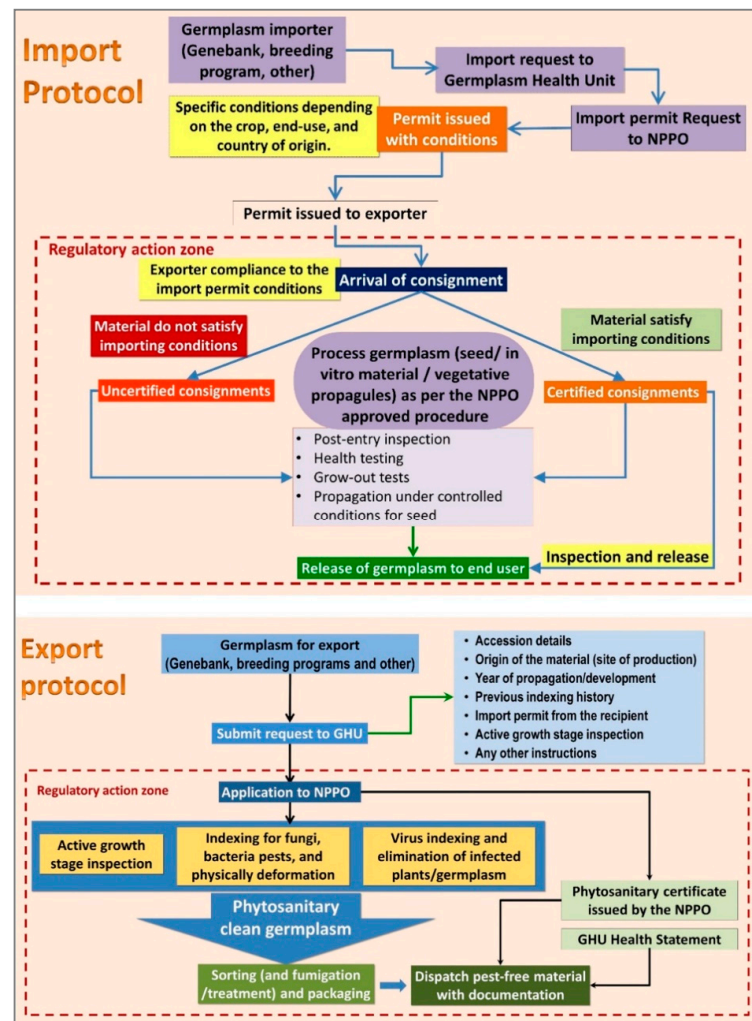 Import
Protocol
Germplasm importer
(Genebank, breeding
program, other)
Import request to
Germplasm Health Unit
Specific conditions depending
on the crop, end-use, and
country of origin.
Permit issued
with conditions
Import permit Request
to NPPO
Permit issued to exporter
Regulatory action zone
Exporter compliance to the
import permit conditions
Arrival of consignment
Material do not satisfy
importing conditions
Material satisfy
importing conditions
Process germplasm (seed/ in
vitro material / vegetative
propagules) as per the NPPO
approved procedure
Uncertified consignments
Certified consignments
• Post-entry inspection
• Health testing
• Grow-out tests
• Propagation under controlled
conditions for seed
Inspection and release
Release of germplasm to end user
Export
protocol
Germplasm for export
(Genebank, breeding programs and other)
• Accession details
• Origin of the material (site of production)
• Year of propagation/development
• Previous indexing history
• Import permit from the recipient
• Active growth stage inspection
• Any other instructions
Submit request to GHU
Regulatory action zone
Application to NPPO
Active growth
stage inspection
Indexing for fungi,
bacteria pests, and
physically deformation
Virus indexing and
elimination of infected
plants/germplasm
Phytosanitary
clean germplasm
Phytosanitary certificate
issued by the NPPO
GHU Health Statement
Sorting (and fumigation
/treatment) and packaging
Dispatch pest-free material
with documentation